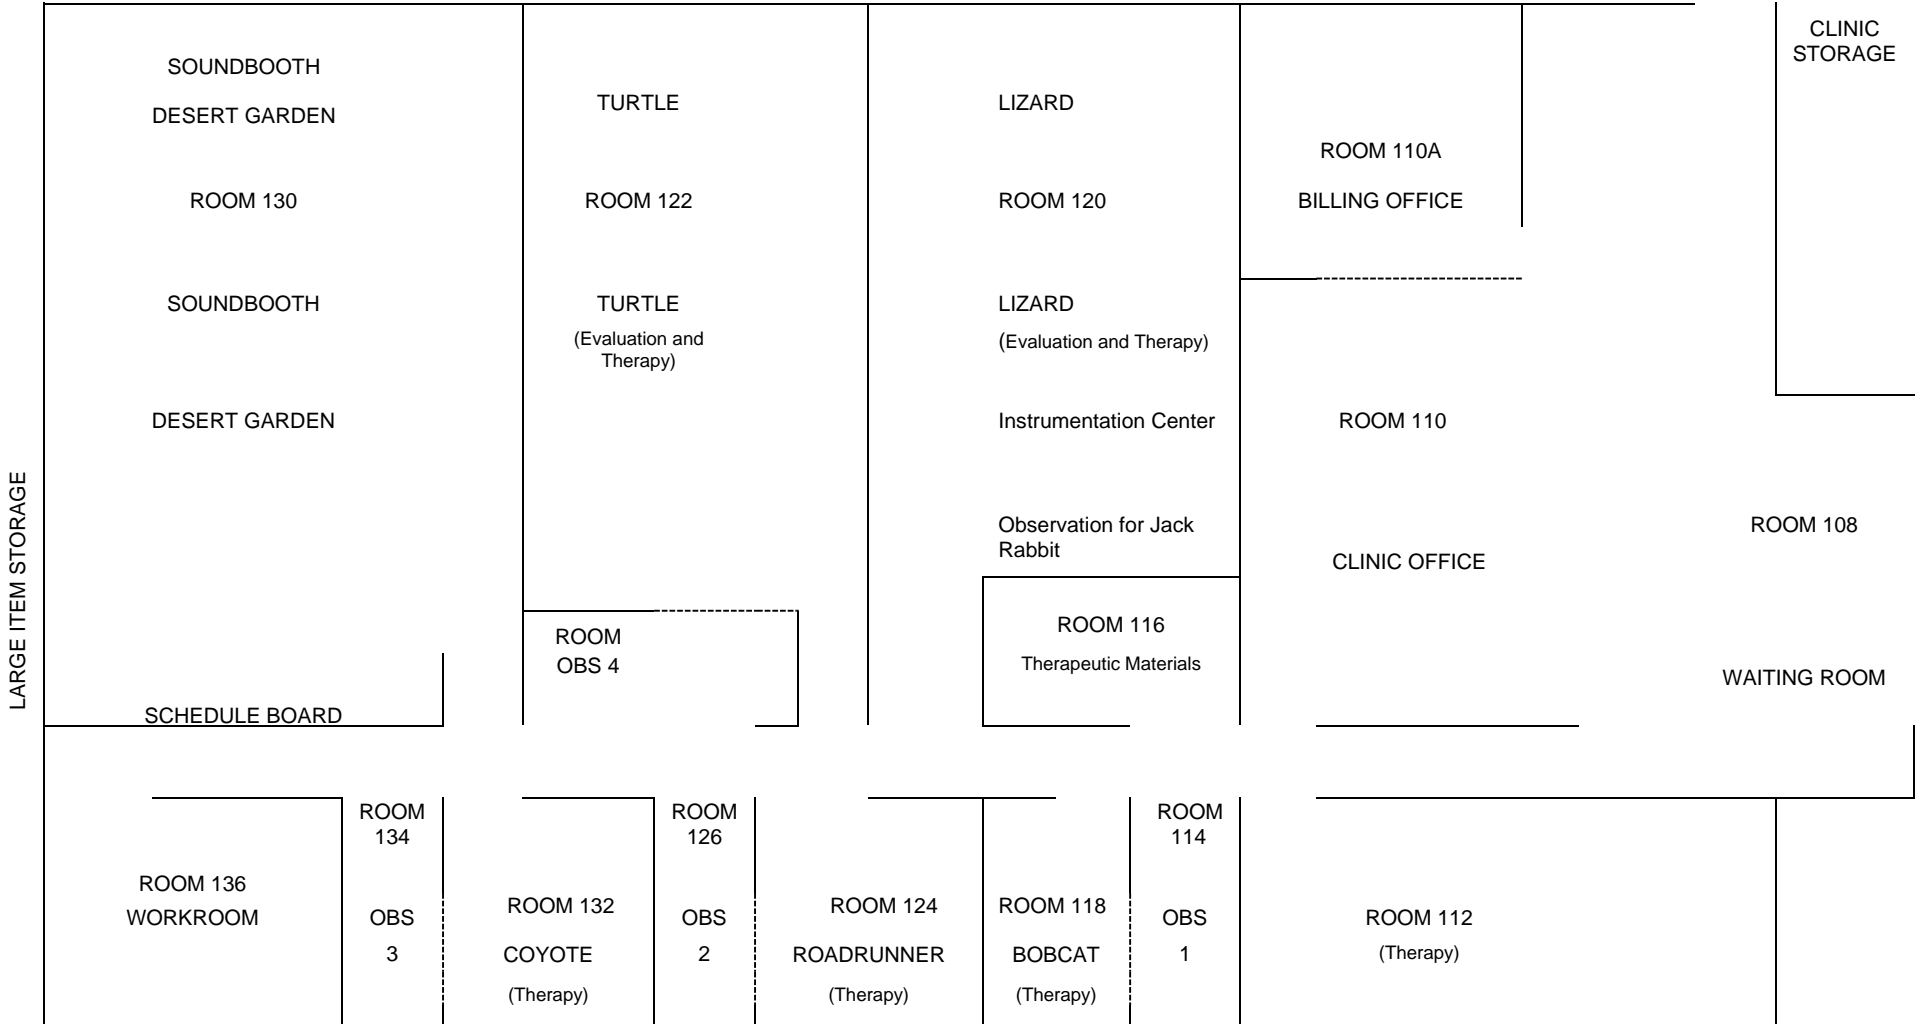 CLINIC
STORAGE
SOUNDBOOTH
DESERT GARDEN
TURTLE
LIZARD
ROOM 110A
ROOM 130
ROOM 122
ROOM 120
BILLING OFFICE
SOUNDBOOTH
TURTLE
(Evaluation and
Therapy)
LIZARD
(Evaluation and Therapy)
DESERT GARDEN
Instrumentation Center
ROOM 110
LARGE ITEM STORAGE
Observation for Jack
Rabbit
ROOM 108
CLINIC OFFICE
ROOM
OBS 4
ROOM 116
Therapeutic Materials
WAITING ROOM
SCHEDULE BOARD
ROOM 136
WORKROOM
ROOM
134
OBS
3
ROOM 132
COYOTE
(Therapy)
ROOM
126
OBS
2
ROOM 124
ROADRUNNER
(Therapy)
ROOM 118
BOBCAT
(Therapy)
ROOM
114
OBS
1
ROOM 112
(Therapy)